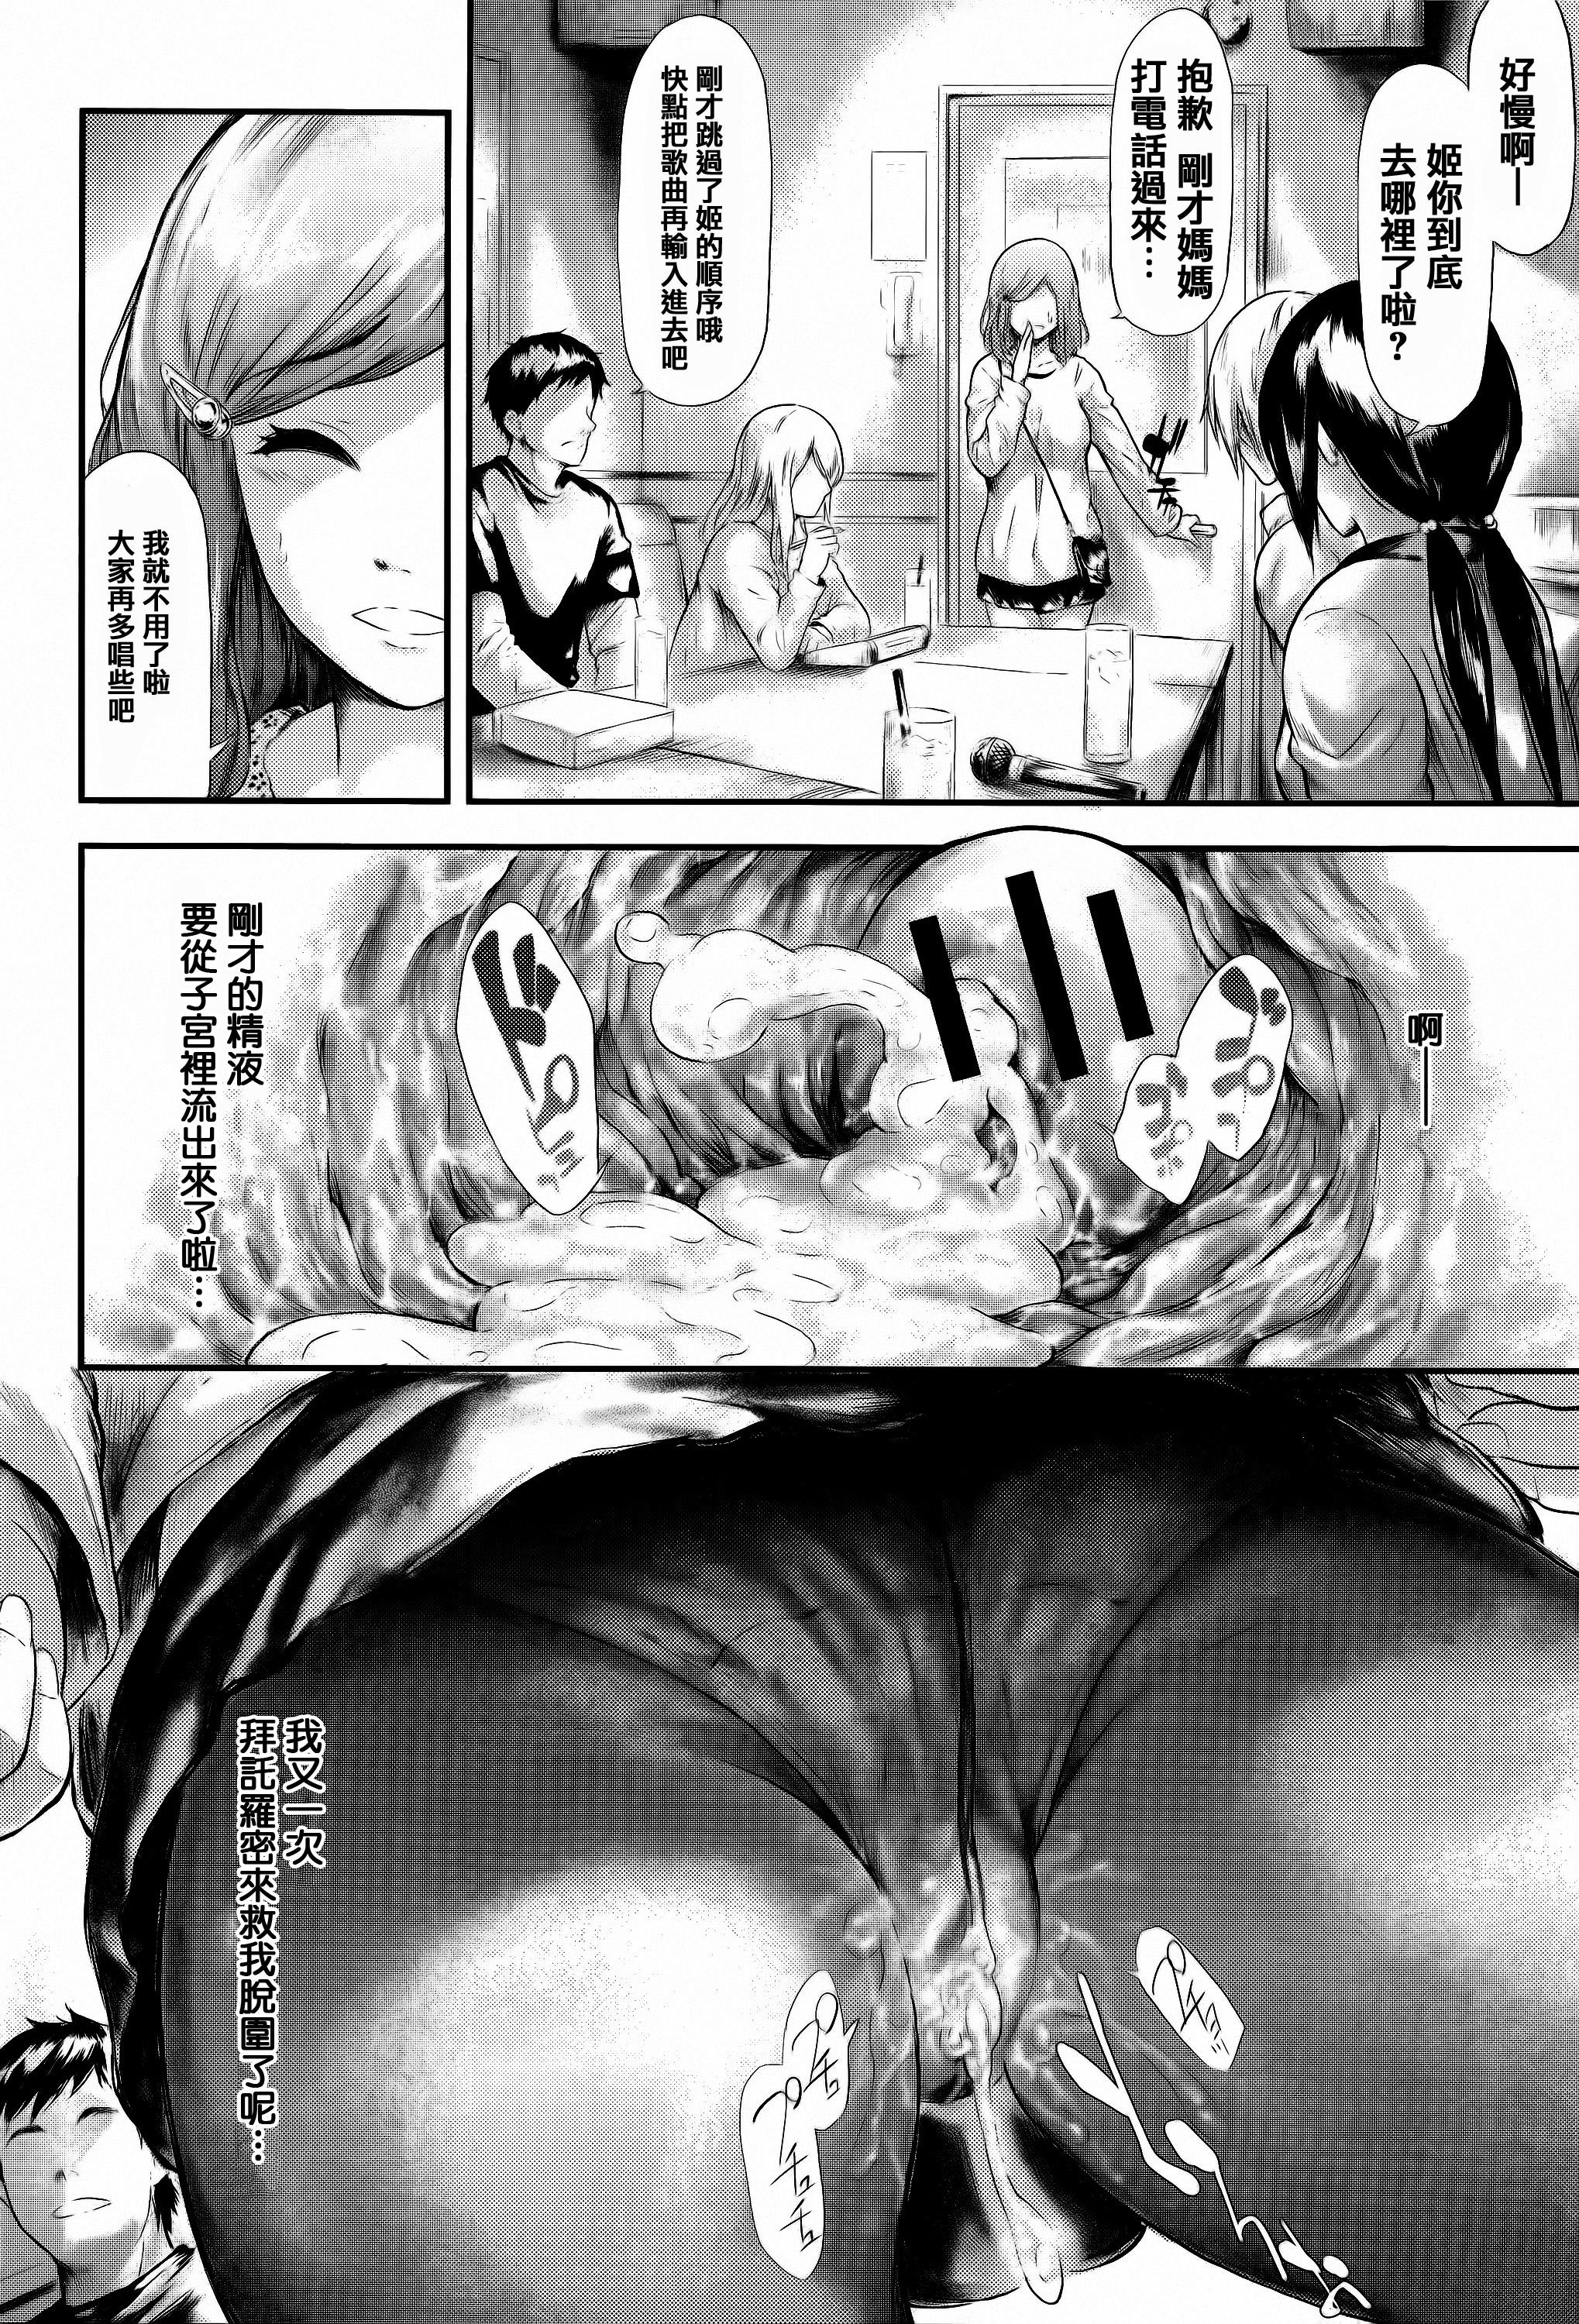 好慢啊—
姬你到底
去哪裡了啦?
抱歉 剛才媽媽
打電話過來…
剛才跳過了姬的順序哦
快點把歌曲再輸入進去吧
我就不用了啦
大家再多唱些吧
啊—
剛才的精液
要從子宮裡流出來了啦…
我又一次
拜託羅密來救我脫圍了呢…